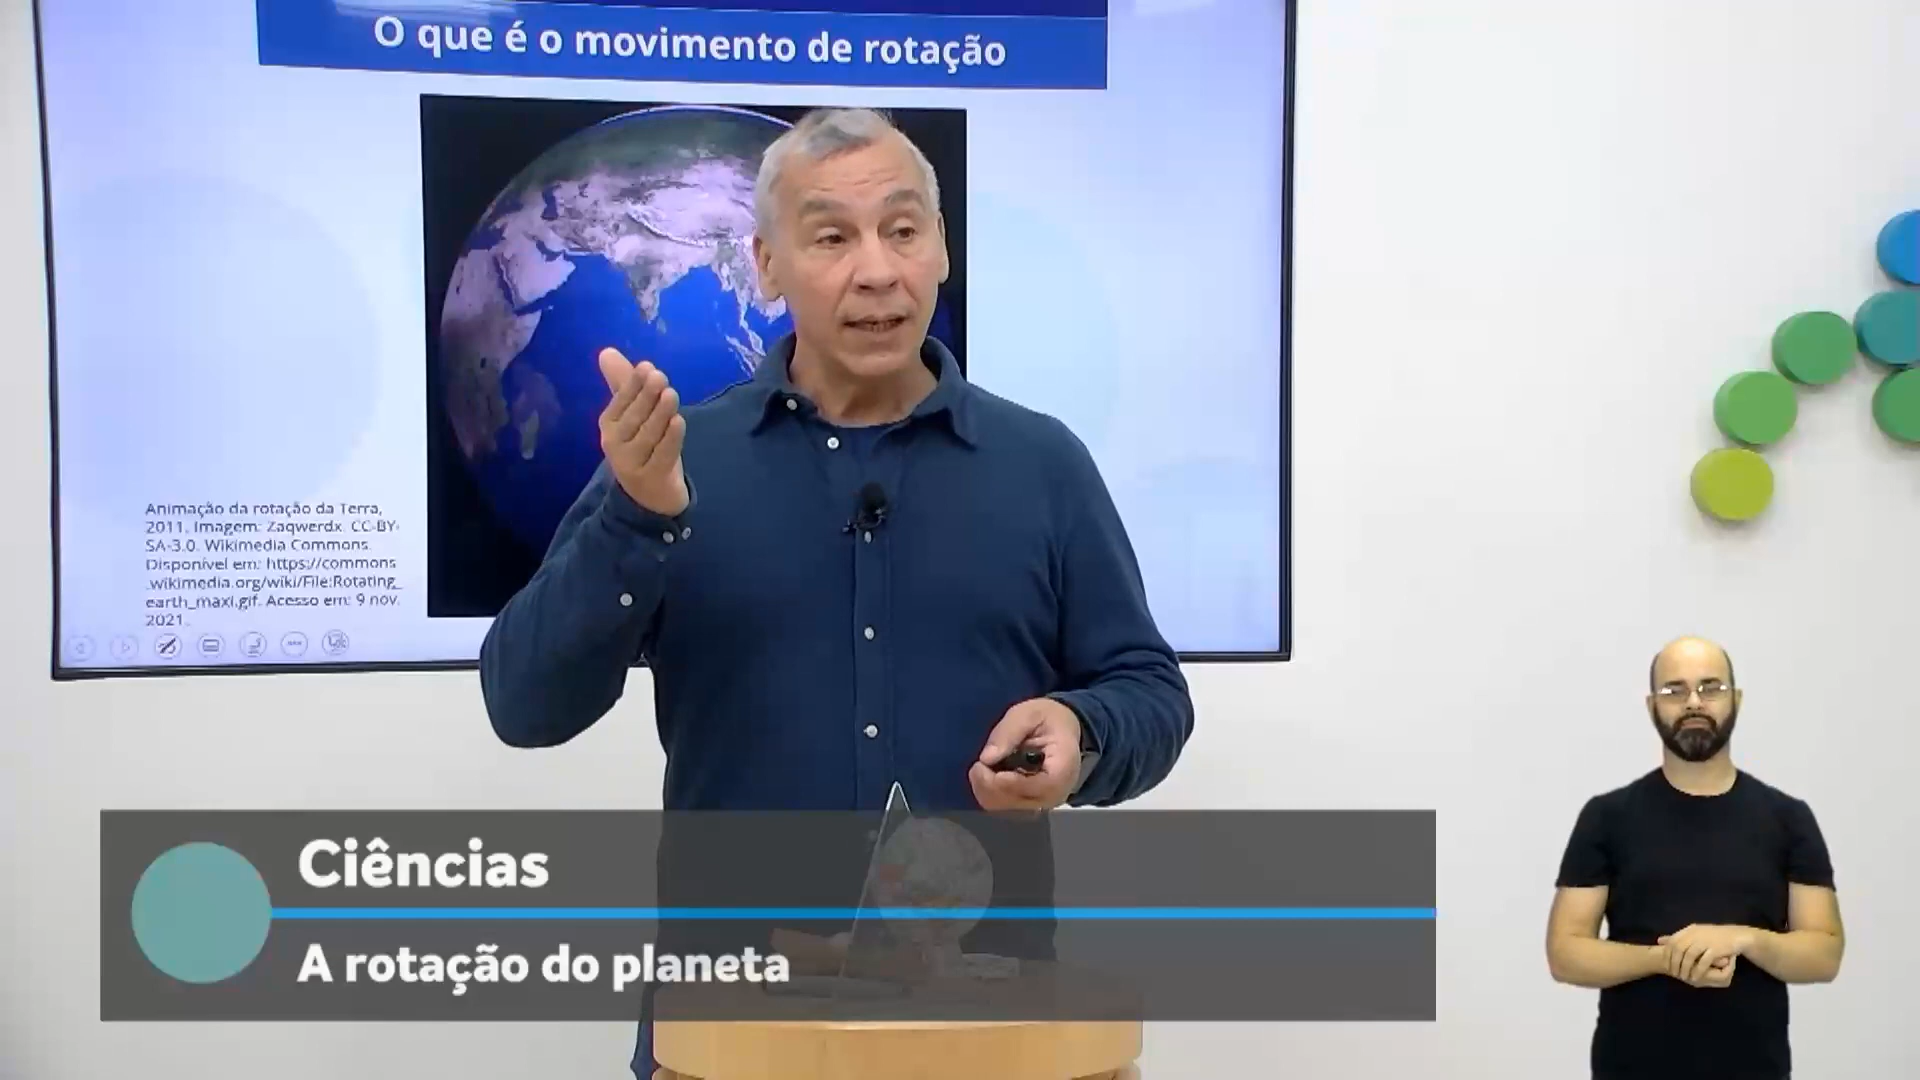 O que é o movimento de rotação
Animação da rotação da Terra,
2011. Imagem: Zaqwerdx. CC-BY-
SA-3.0. Wikimedia Commons.
Disponível em: https://commons
.wikimedia.org/wiki/File:Rotating_
earth_maxi.gif. Acesso em: 9 nov.
2021.
Ciências
A rotação do planeta